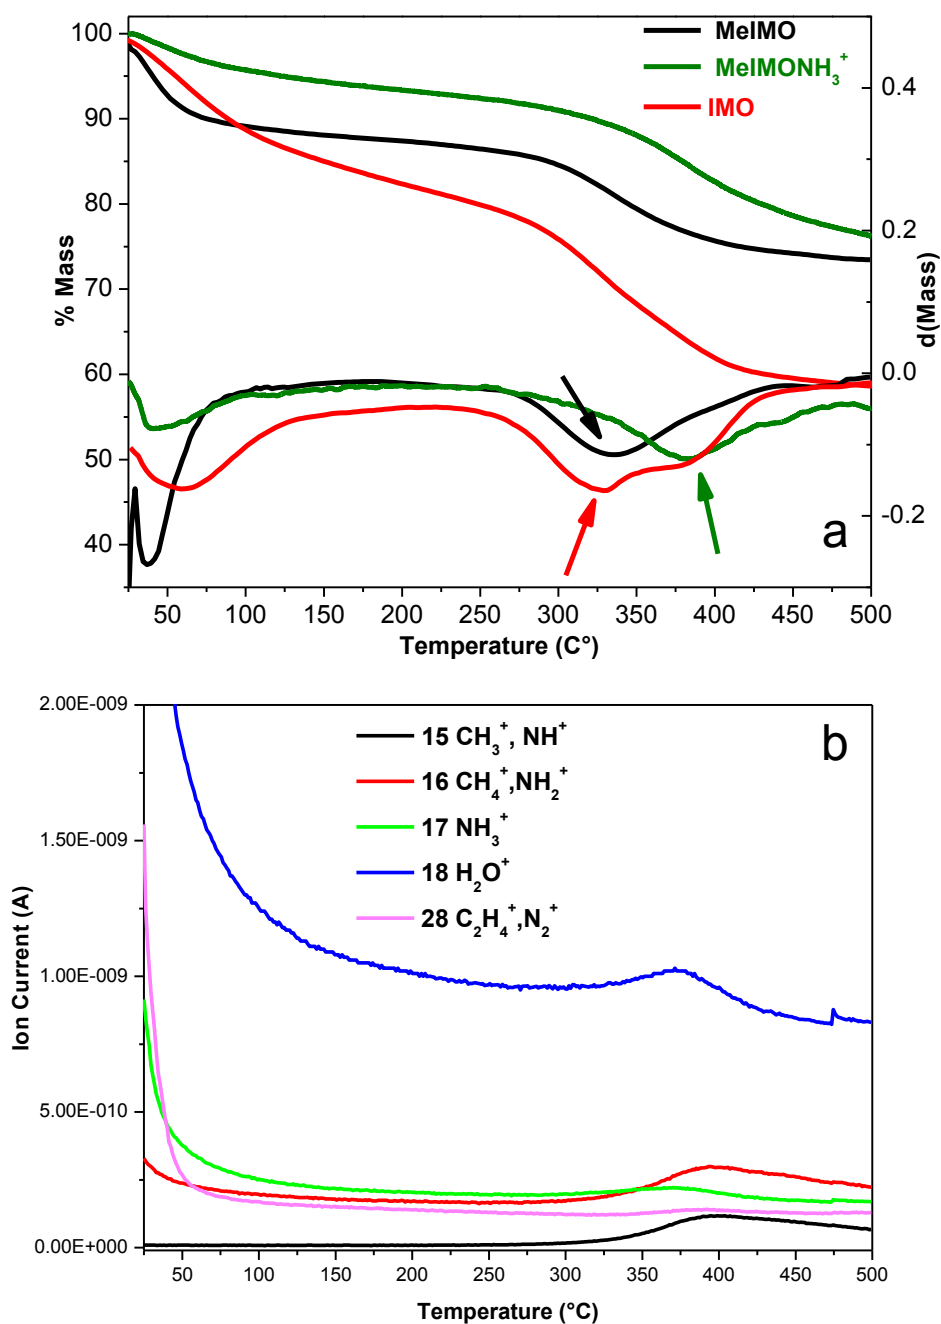 MeIMO
MeIMONH₃⁺
IMO
100
90
80
70
60
50
40
% Mass
0.4
0.2
0.0
-0.2
d(Mass)
a
50 100 150 200 250 300 350 400 450 500
Temperature (C°)
2.00E-009
1.50E-009
1.00E-009
5.00E-010
0.00E+000
Ion Current (A)
b
15 CH₃⁺, NH⁺
16 CH₄⁺,NH₂⁺
17 NH₃⁺
18 H₂O⁺
28 C₂H₄⁺,N₂⁺
50 100 150 200 250 300 350 400 450 500
Temperature (°C)